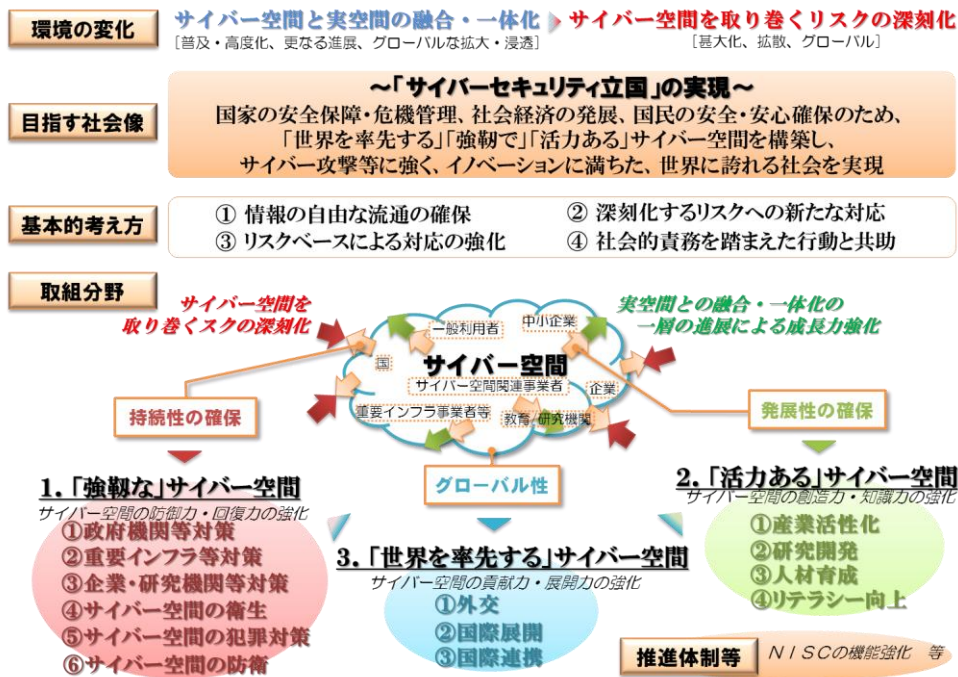 環境の変化
サイバー空間と実空間の融合・一体化
サイバー空間を取り巻くリスクの深刻化
[普及・高度化、更なる進展、グローバルな拡大・浸透]
[甚大化、拡散、グローバル]
目指す社会像
～「サイバーセキュリティ立国」の実現～
国家の安全保障・危機管理、社会経済の発展、国民の安全・安心確保のため、
「世界を率先する」「強靭で」「活力ある」サイバー空間を構築し、
サイバー攻撃等に強く、イノベーションに満ちた、世界に誇れる社会を実現
基本的考え方
① 情報の自由な流通の確保
② 深刻化するリスクへの新たな対応
③ リスクベースによる対応の強化
④ 社会的責務を踏まえた行動と共助
取組分野
サイバー空間を
取り巻くスクの深刻化
実空間との融合・一体化の
一層の進展による成長力強化
一般利用者
中小企業
国
サイバー空間
サイバー空間関連事業者
企業
重要インフラ事業者等
教育 研究機関
持続性の確保
発展性の確保
グローバル性
1.「強靱な」サイバー空間
サイバー空間の防御力・回復力の強化
①政府機関等対策
②重要インフラ等対策
③企業・研究機関等対策
④サイバー空間の衛生
⑤サイバー空間の犯罪対策
⑥サイバー空間の防衛
2.「活力ある」サイバー空間
サイバー空間の創造力・知識力の強化
①産業活性化
②研究開発
③人材育成
④リテラシー向上
3.「世界を率先する」サイバー空間
サイバー空間の貢献力・展開力の強化
①外交
②国際展開
③国際連携
推進体制等
NISCの機能強化 等